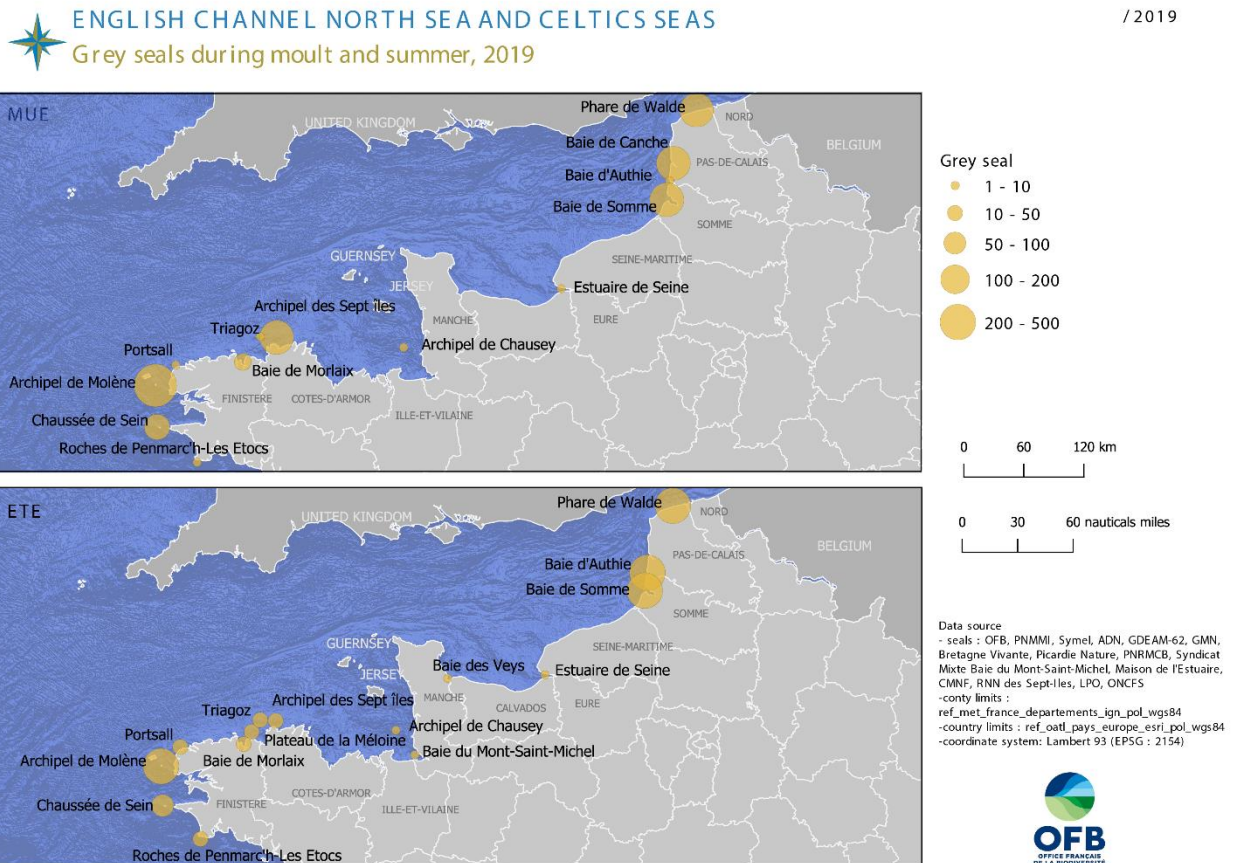 ENGLISH CHANNEL NORTH SEA AND CELTICS SEAS
/2019
Grey seals during moult and summer, 2019
MUE
Phare de Walde
NORD
UNITED KINGDOM
Baie de Canche
BELGIUM
PAS-DE-CALAIS
Baie d'Authie
Baie de Somme
SOMME
GUERNSEY
SEINE-MARITIME
JERSEY
Estuaire de Seine
Archipel des Sept îles
MANCHE
EURE
Triagoz
Archipel de Chausey
Portsall
Baie de Morlaix
Archipel de Molène
FINISTERE
COTES-D'ARMOR
ILLE-ET-VILAINE
Chaussée de Sein
Roches de Penmarc'h-Les Etocs
Grey seal
1 - 10
10 - 50
50 - 100
100 - 200
200 - 500
0 60 120 km
0 30 60 nauticals miles
ETE
Phare de Walde
NORD
UNITED KINGDOM
BELGIUM
PAS-DE-CALAIS
Baie d'Authie
Baie de Somme
SOMME
GUERNSEY
SEINE-MARITIME
Baie des Veys
Estuaire de Seine
JERSEY
MANCHE
Archipel des Sept îles
CALVADOS
EURE
Triagoz
Archipel de Chausey
Portsall
Plateau de la Méloine
Baie du Mont-Saint-Michel
Archipel de Molène
Baie de Morlaix
COTES-D'ARMOR
Chaussée de Sein
FINISTERE
ILLE-ET-VILAINE
Roches de Penmarc'h-Les Etocs
Data source
- seals : OFB, PNMMI, Symel, ADN, GDEAM-62, GMN,
Bretagne Vivante, Picardie Nature, PNRMCB, Syndicat
Mixte Baie du Mont-Saint-Michel, Maison de l'Estuaire,
CMNF, RNN des Sept-Iles, LPO, ONCFS
-conty limits :
ref_met_france_departements_ign_pol_wgs84
-country limits : ref_oatl_pays_europe_esri_pol_wgs84
-coordinate system: Lambert 93 (EPSG : 2154)
OFB
OFFICE FRANÇAIS
DE LA BIODIVERSITÉ